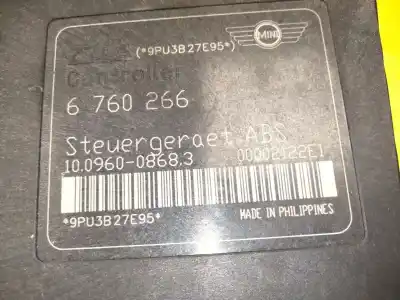 (*9PU3B27E95*)
MINI
Controller
6 760 266
Steuergeraet ABS
10.0960-0868.3 00002122E1
*9PU3B27E95*
MADE IN PHILIPPINES